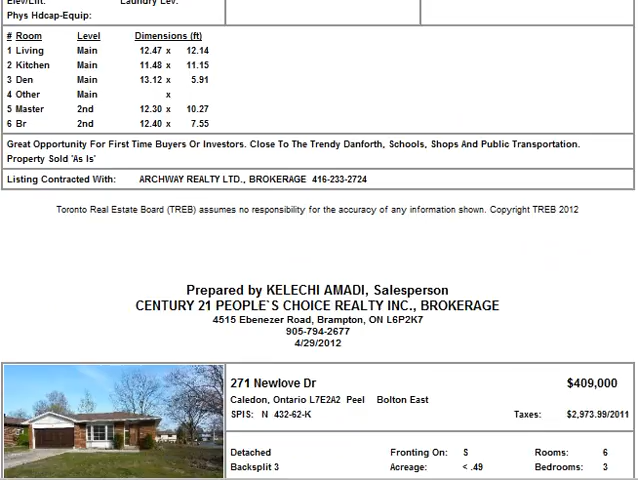 Elev/Lift: Laundry Lev:
Phys Hdcap-Equip:
# Room Level Dimensions (ft)
1 Living Main 12.47 x 12.14
2 Kitchen Main 11.48 x 11.15
3 Den Main 13.12 x 5.91
4 Other Main x
5 Master 2nd 12.30 x 10.27
6 Br 2nd 12.40 x 7.55
Great Opportunity For First Time Buyers Or Investors. Close To The Trendy Danforth, Schools, Shops And Public Transportation.
Property Sold 'As Is'
Listing Contracted With: ARCHWAY REALTY LTD., BROKERAGE 416-233-2724
Toronto Real Estate Board (TREB) assumes no responsibility for the accuracy of any information shown. Copyright TREB 2012
Prepared by KELECHI AMADI, Salesperson
CENTURY 21 PEOPLE`S CHOICE REALTY INC., BROKERAGE
4515 Ebenezer Road, Brampton, ON L6P2K7
905-794-2677
4/29/2012
271 Newlove Dr $409,000
Caledon, Ontario L7E2A2 Peel Bolton East
SPIS: N 432-62-K Taxes: $2,973.99/2011
Detached Fronting On: S Rooms: 6
Backsplit 3 Acreage: < .49 Bedrooms: 3